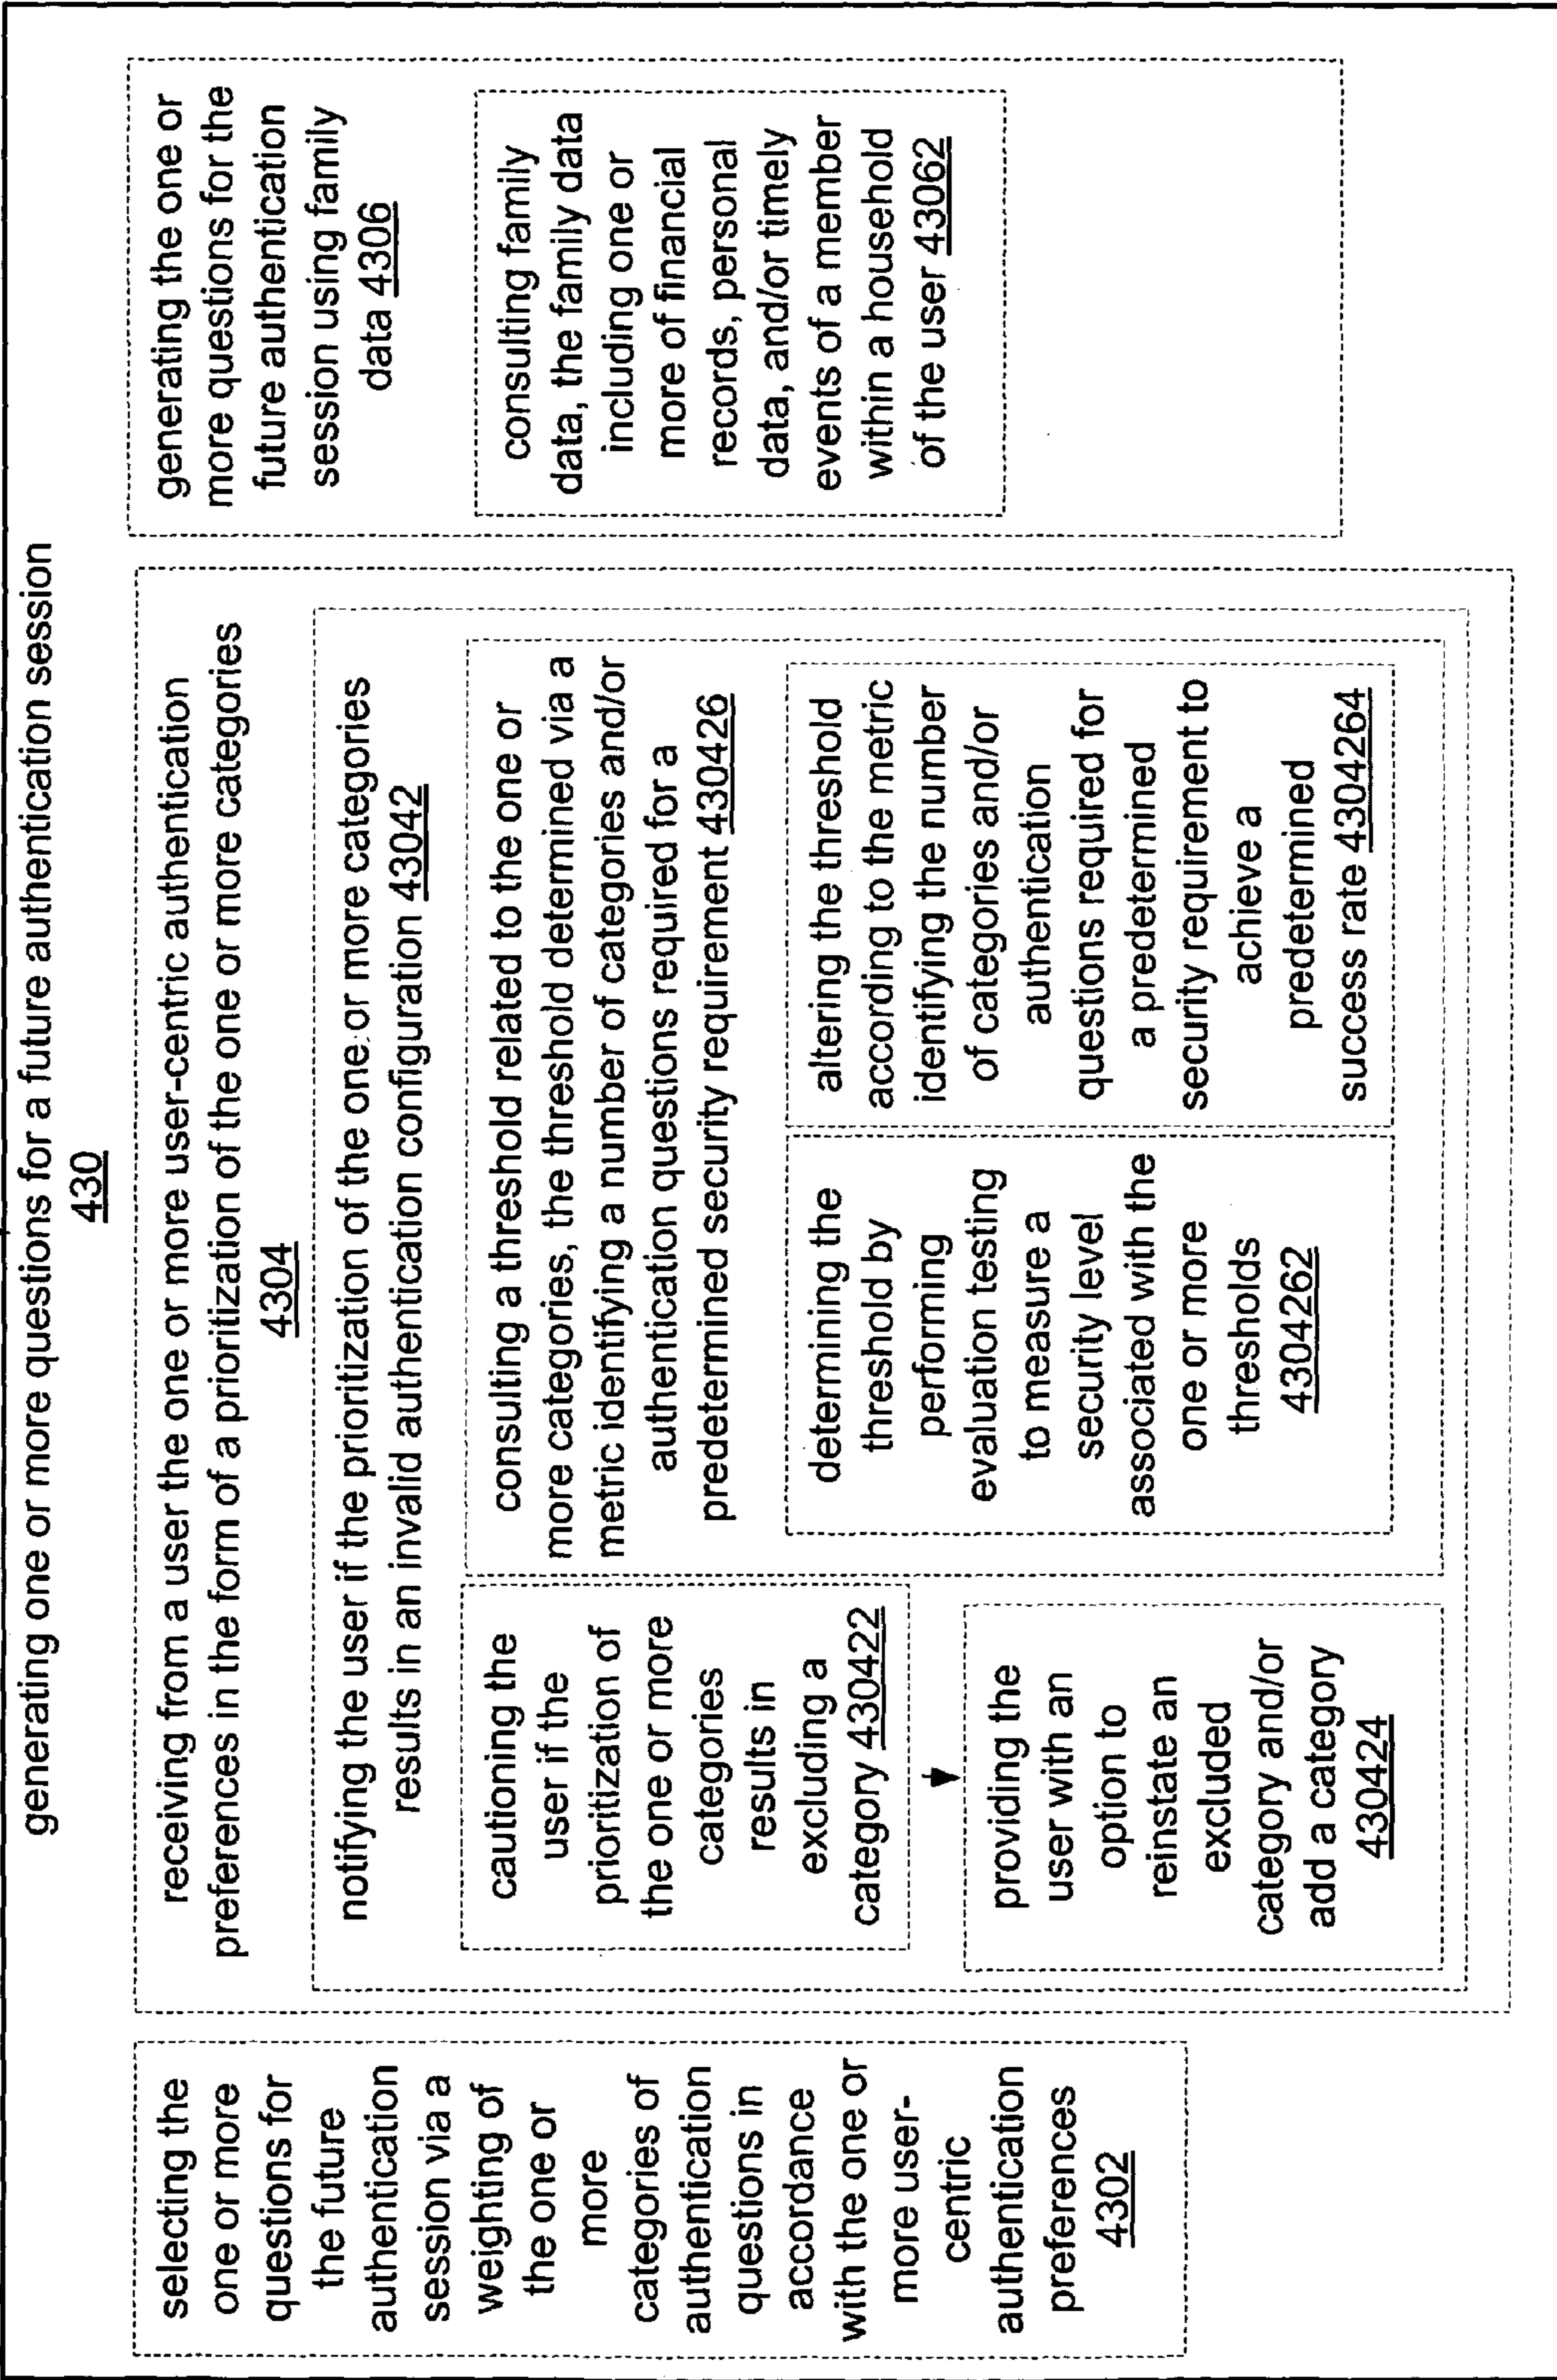 generating one or more questions for a future authentication session
430
selecting the
one or more
questions for
the future
authentication
session via a
weighting of
the one or
more
categories of
authentication
questions in
accordance
with the one or
more user-
centric
authentication
preferences
4302
receiving from a user the one or more user-centric authentication
preferences in the form of a prioritization of the one or more categories
4304
notifying the user if the prioritization of the one or more categories
results in an invalid authentication configuration 43042
cautioning the
user if the
prioritization of
the one or more
categories
results in
excluding a
category 430422
providing the
user with an
option to
reinstate an
excluded
category and/or
add a category
430424
consulting a threshold related to the one or
more categories, the threshold determined via a
metric identifying a number of categories and/or
authentication questions required for a
predetermined security requirement 430426
determining the
threshold by
performing
evaluation testing
to measure a
security level
associated with the
one or more
thresholds
4304262
altering the threshold
according to the metric
identifying the number
of categories and/or
authentication
questions required for
a predetermined
security requirement to
achieve a
predetermined
success rate 4304264
generating the one or
more questions for the
future authentication
session using family
data 4306
consulting family
data, the family data
including one or
more of financial
records, personal
data, and/or timely
events of a member
within a household
of the user 43062